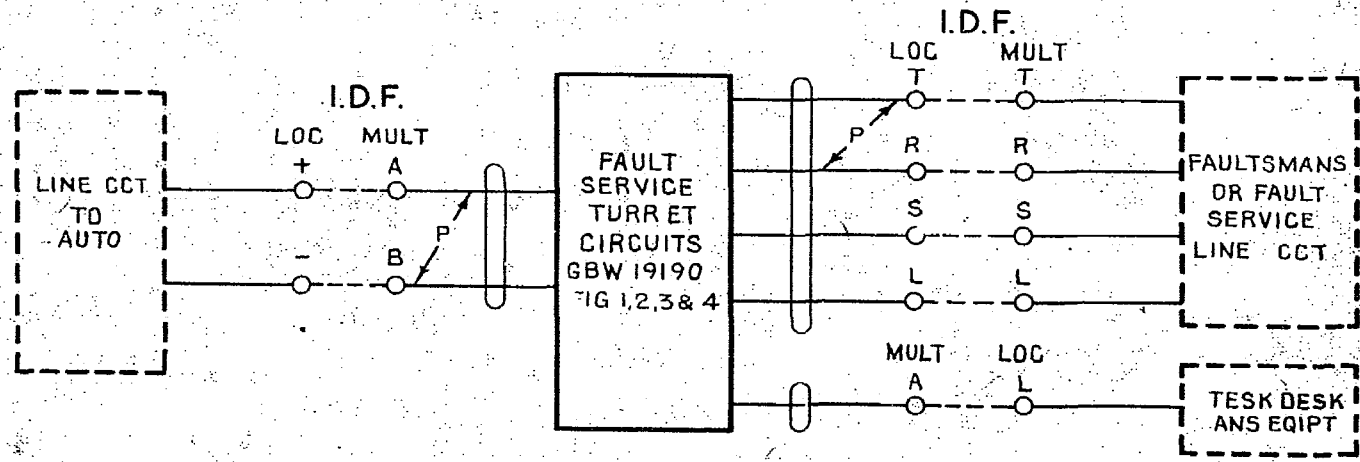 I.D.F.
LOC MULT
T T
P
R R
S S
L L
FAULTSMANS
OR FAULT
SERVICE
LINE CCT
I.D.F.
LOC MULT
+ A
P
- B
LINE CCT
TO
AUTO
FAULT
SERVICE
TURRET
CIRCUITS
GBW 19190
FIG 1,2,3 & 4
MULT LOC
A L
TESK DESK
ANS EQIPT